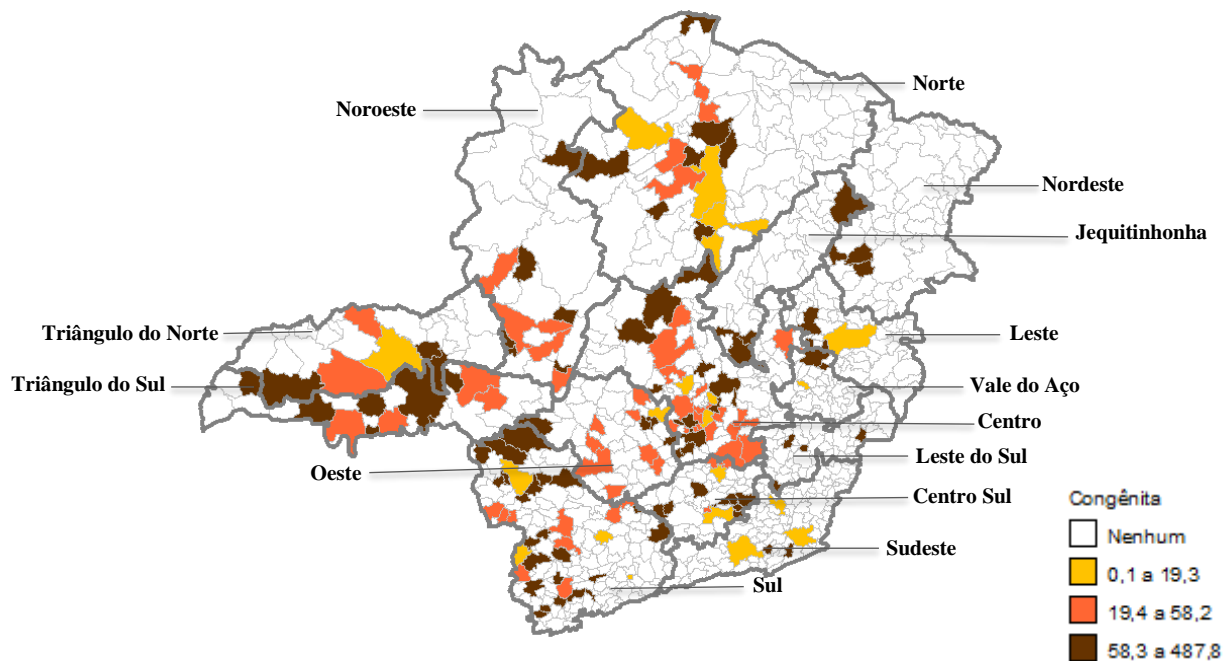 Norte
Noroeste
Nordeste
Jequitinhonha
Triângulo do Norte
Leste
Triângulo do Sul
Vale do Aço
Centro
Leste do Sul
Oeste
Centro Sul
Sudeste
Sul
Congênita
Nenhum
0,1 a 19,3
19,4 a 58,2
58,3 a 487,8